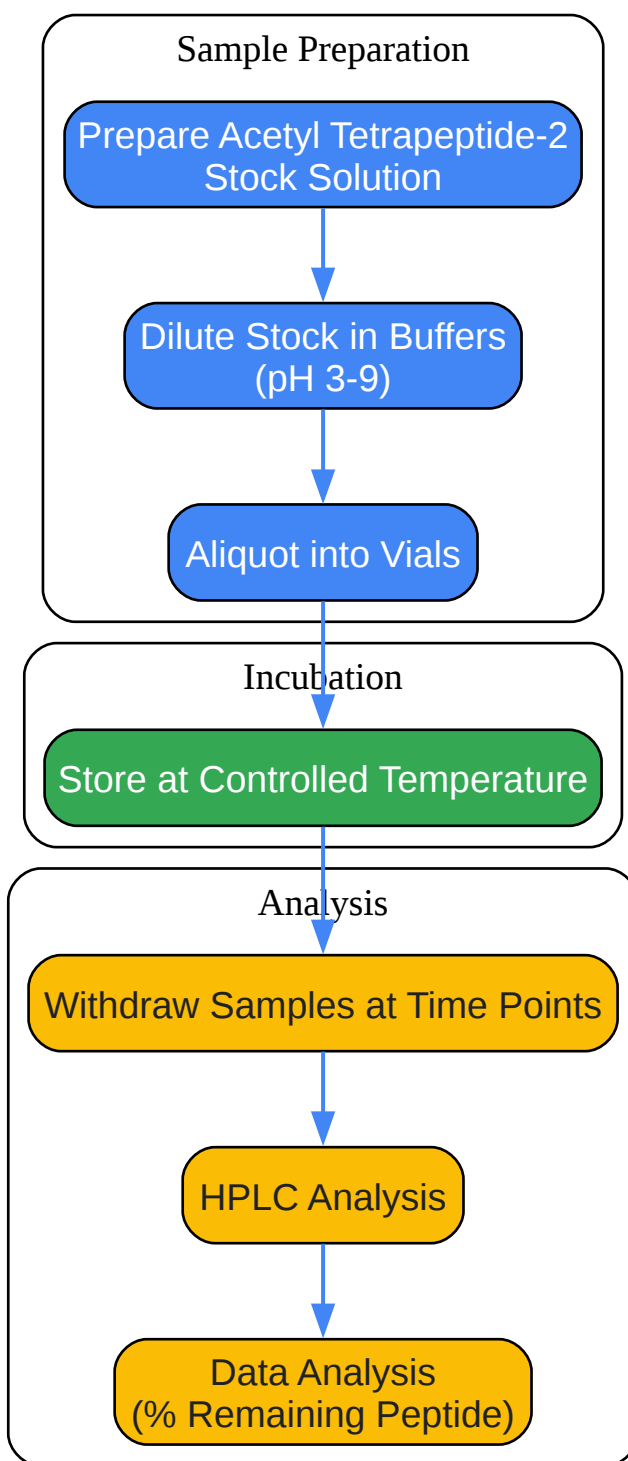 Sample Preparation
Prepare Acetyl Tetrapeptide-2
Stock Solution
Dilute Stock in Buffers
(pH 3-9)
Aliquot into Vials
Incubation
Store at Controlled Temperature
Analysis
Withdraw Samples at Time Points
HPLC Analysis
Data Analysis
(% Remaining Peptide)